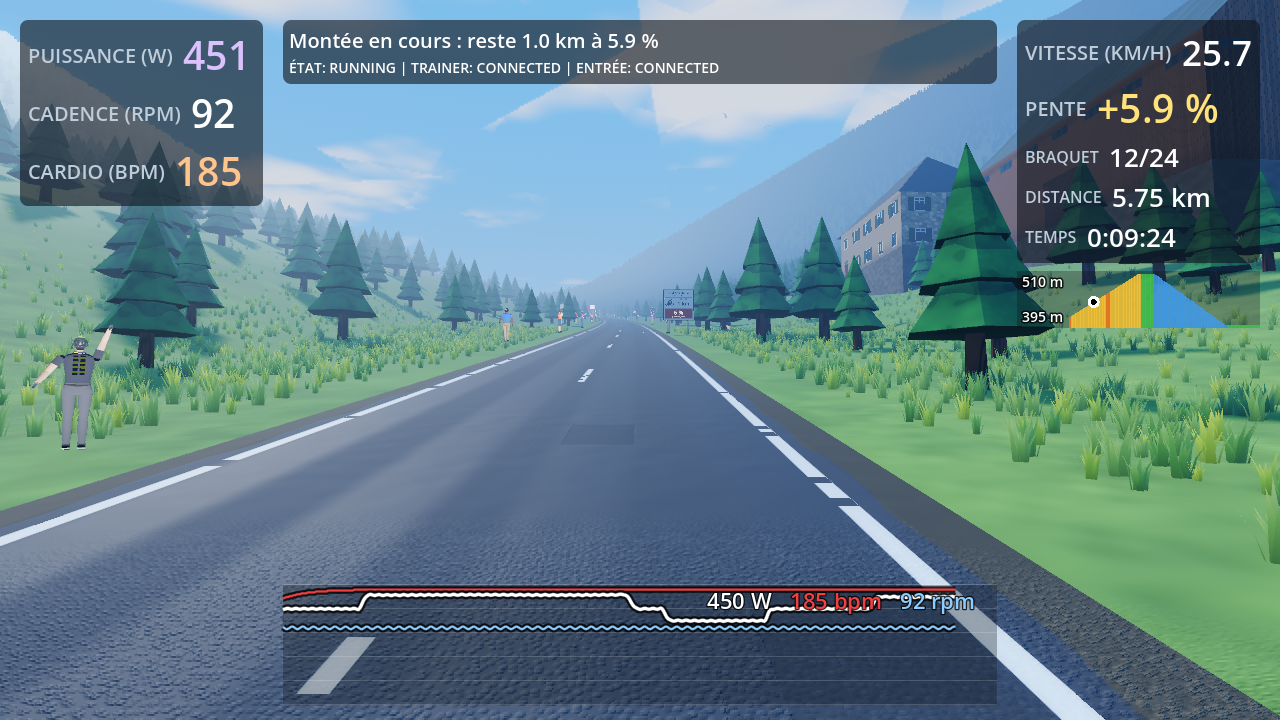 PUISSANCE (W) 451
CADENCE (RPM) 92
CARDIO (BPM) 185
Montée en cours : reste 1.0 km à 5.9 %
ÉTAT: RUNNING | TRAINER: CONNECTED | ENTRÉE: CONNECTED
VITESSE (KM/H) 25.7
PENTE +5.9 %
BRAQUET 12/24
DISTANCE 5.75 km
TEMPS 0:09:24
510 m
395 m
450 W 185 bpm 92 rpm